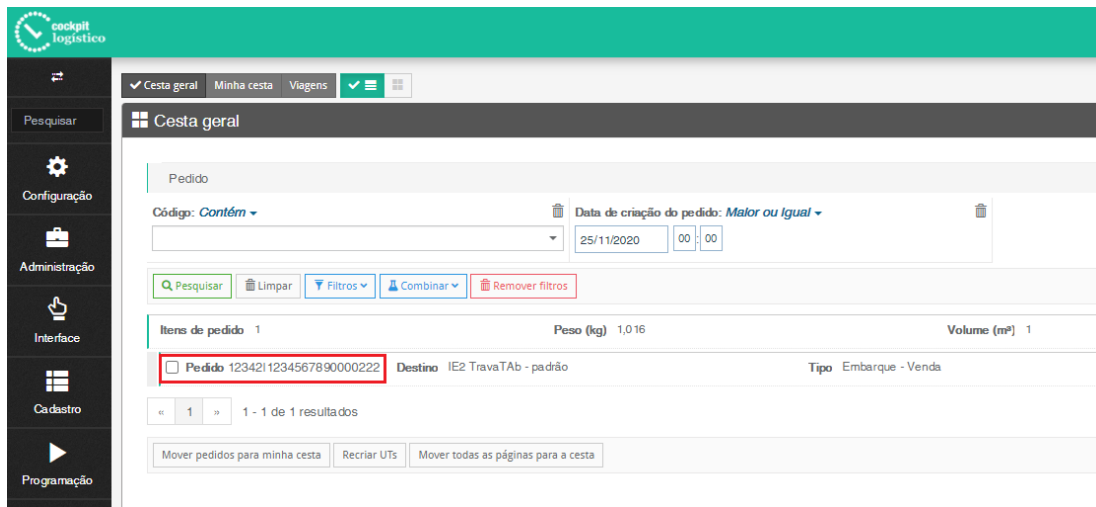 cockpit
logístico
Cesta geral Minha cesta Viagens
Pesquisar
Cesta geral
Configuração
Pedido
Código: Contém
Data de criação do pedido: Maior ou Igual
25/11/2020 00 : 00
Administração
Pesquisar Limpar Filtros Combinar Remover filtros
Interface
Itens de pedido 1 Peso (kg) 1,016 Volume (m³) 1
Pedido 12342|1234567890000222 Destino IE2 TravaTAb - padrão Tipo Embarque - Venda
Cadastro
« 1 » 1 - 1 de 1 resultados
Mover pedidos para minha cesta Recriar UTs Mover todas as páginas para a cesta
Programação